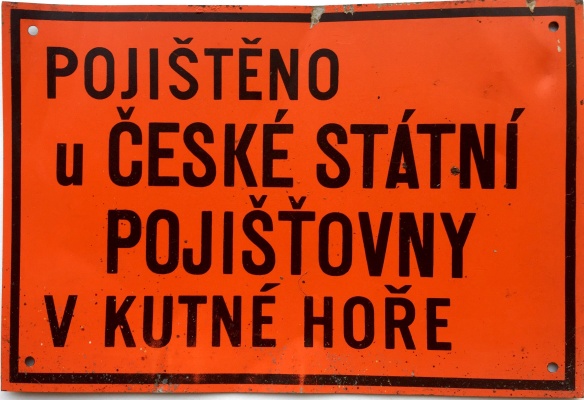 POJIŠTĚNO
u ČESKÉ STÁTNÍ
POJIŠŤOVNY
V KUTNÉ HOŘE